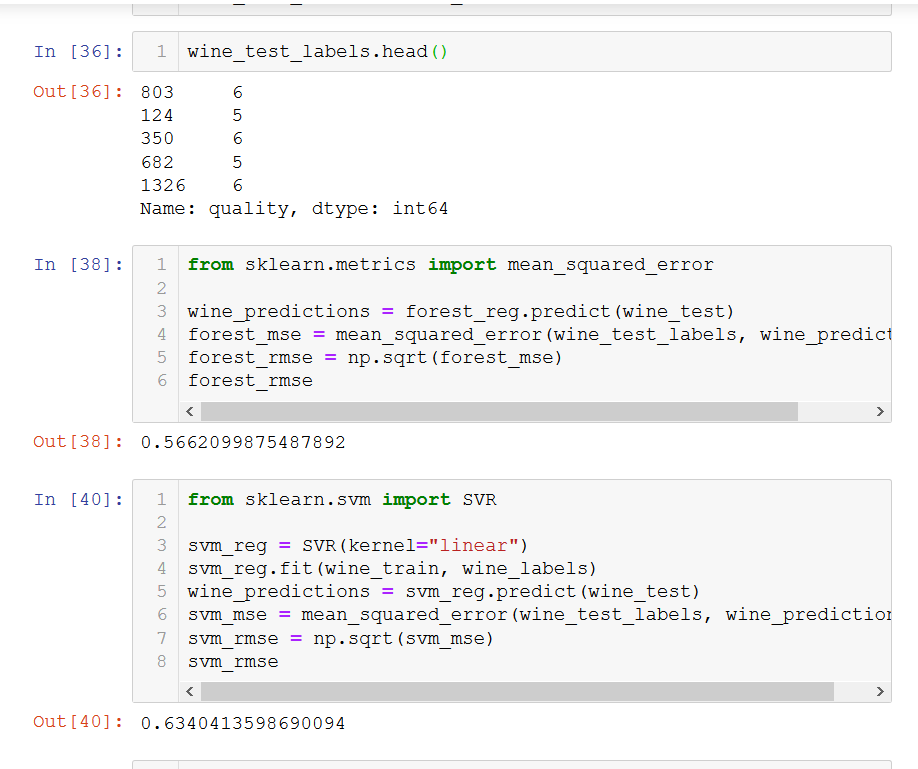 In [36]: 1 wine_test_labels.head()
Out[36]: 803 6
124 5
350 6
682 5
1326 6
Name: quality, dtype: int64
In [38]: 1 from sklearn.metrics import mean_squared_error
2
3 wine_predictions = forest_reg.predict(wine_test)
4 forest_mse = mean_squared_error(wine_test_labels, wine_predict
5 forest_rmse = np.sqrt(forest_mse)
6 forest_rmse
Out[38]: 0.5662099875487892
In [40]: 1 from sklearn.svm import SVR
2
3 svm_reg = SVR(kernel="linear")
4 svm_reg.fit(wine_train, wine_labels)
5 wine_predictions = svm_reg.predict(wine_test)
6 svm_mse = mean_squared_error(wine_test_labels, wine_prediction
7 svm_rmse = np.sqrt(svm_mse)
8 svm_rmse
Out[40]: 0.6340413598690094